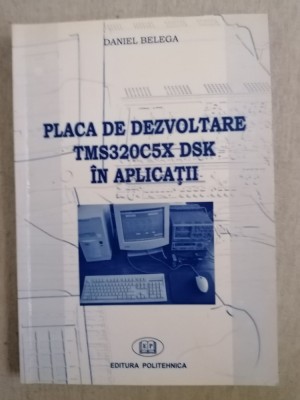 DANIEL BELEGA
PLACA DE DEZVOLTARE
TMS320C5X DSK
ÎN APLICAȚII
EDITURA POLITEHNICA